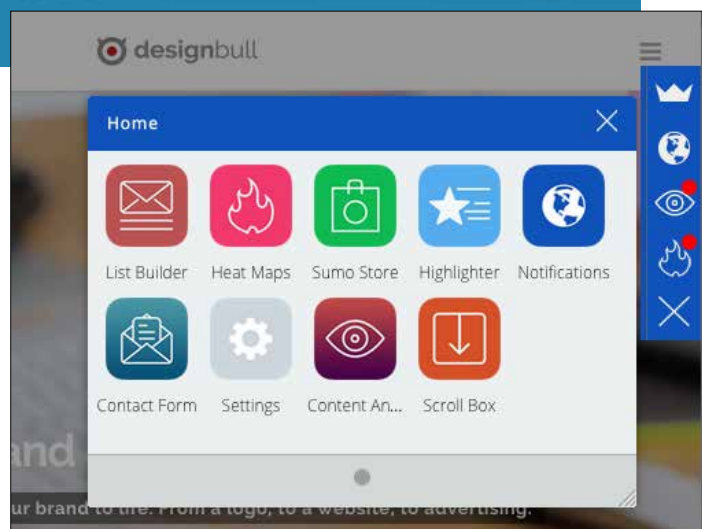 designbull
Home
List Builder
Heat Maps
Sumo Store
Highlighter
Notifications
Contact Form
Settings
Content An...
Scroll Box
and
ur brand to life. From a logo, to a website, to advertising.